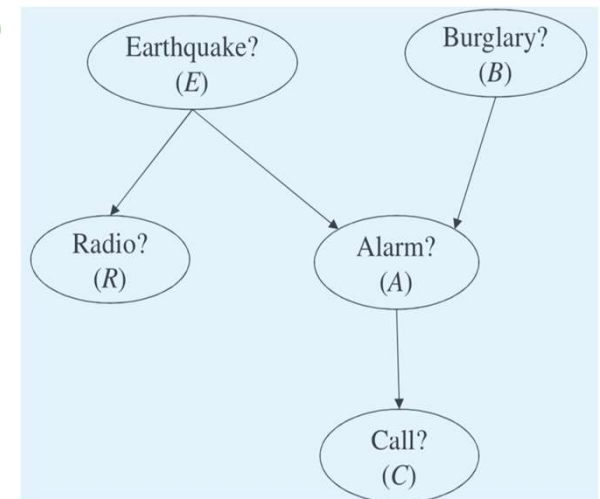 Earthquake?
(E)
Burglary?
(B)
Radio?
(R)
Alarm?
(A)
Call?
(C)